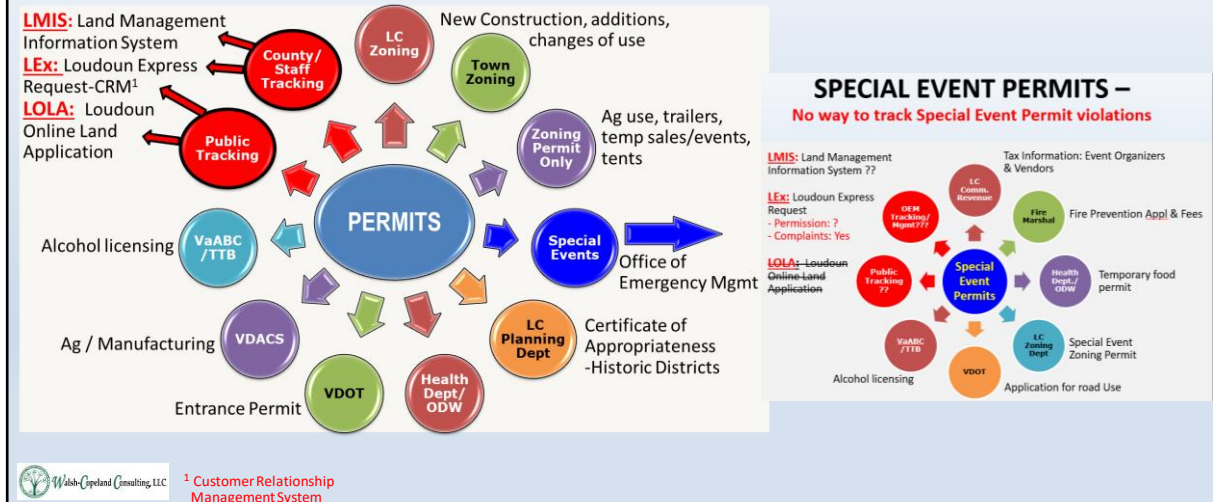 LMIS: Land Management
Information System
LEx: Loudoun Express
Request-CRM¹
LOLA: Loudoun
Online Land
Application
County/
Staff
Tracking
Public
Tracking
LC
Zoning
New Construction, additions,
changes of use
Town
Zoning
Zoning
Permit
Only
Ag use, trailers,
temp sales/events,
tents
PERMITS
Special
Events
Office of
Emergency Mgmt
LC
Planning
Dept
Certificate of
Appropriateness
-Historic Districts
Health
Dept/
ODW
VDOT
Entrance Permit
VDACS
Ag / Manufacturing
VaABC
/TTB
Alcohol licensing
SPECIAL EVENT PERMITS –
No way to track Special Event Permit violations
LMIS: Land Management
Information System ??
LEx: Loudoun Express
Request
- Permission: ?
- Complaints: Yes
LOLA: Loudoun
Online Land
Application
OEM
Tracking/
Mgmt???
Public
Tracking
??
LC
Comm.
Revenue
Tax Information: Event Organizers
& Vendors
Fire
Marshal
Fire Prevention Appl & Fees
Special
Event
Permits
Health
Dept./
ODW
Temporary food
permit
LC
Zoning
Dept
Special Event
Zoning Permit
VDOT
Application for road Use
VaABC
/TTB
Alcohol licensing
Walsh-Copeland Consulting, LLC
¹ Customer Relationship
Management System